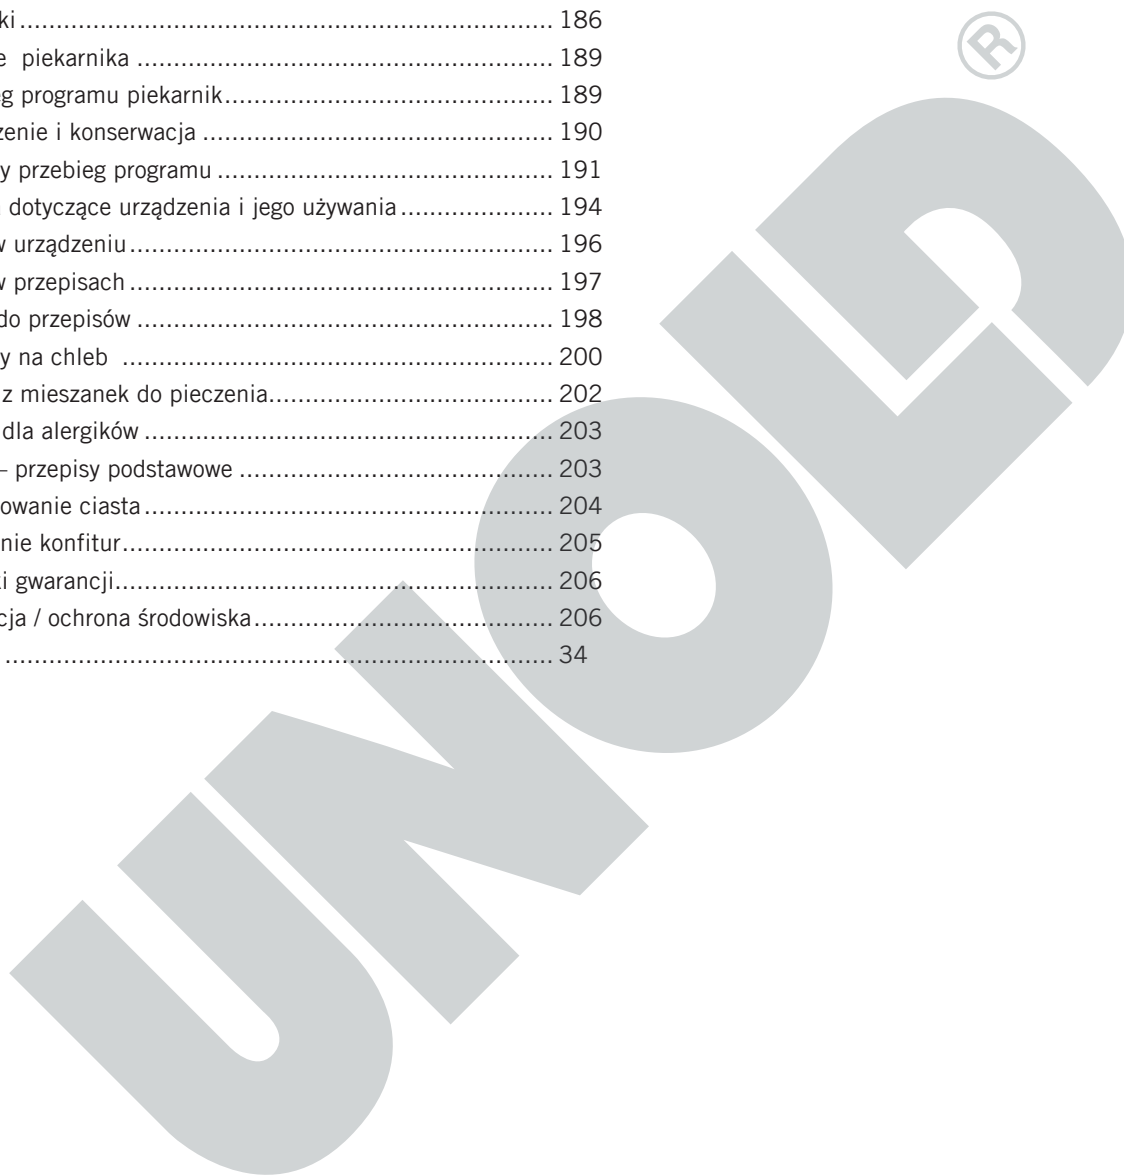 ki ........ 186
e piekarnika ........ 189
g programu piekarnik ........ 189
zenie i konserwacja ........ 190
y przebieg programu ........ 191
dotyczące urządzenia i jego używania ........ 194
w urządzeniu ........ 196
w przepisach ........ 197
do przepisów ........ 198
y na chleb ........ 200
z mieszanek do pieczenia ........ 202
dla alergików ........ 203
– przepisy podstawowe ........ 203
owanie ciasta ........ 204
nie konfitur ........ 205
ki gwarancji ........ 206
cja / ochrona środowiska ........ 206
........ 34
UNOLD®